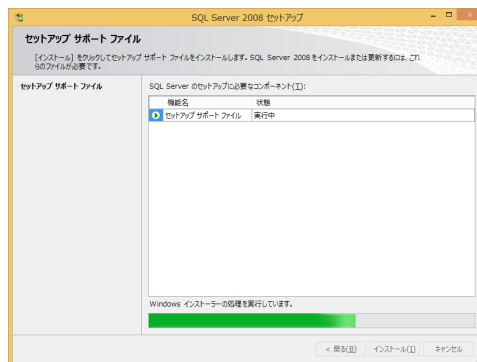 SQL Server 2008 セットアップ
セットアップ サポート ファイル
[インストール] をクリックしてセットアップ サポート ファイルをインストールします。SQL Server 2008 をインストールまたは更新するには、これ
らのファイルが必要です。
セットアップ サポート ファイル
SQL Server のセットアップに必要なコンポーネント(I):
機能名 状態
セットアップ サポート ファイル 実行中
Windows インストーラーの処理を実行しています。
< 戻る(B) インストール(I) キャンセル